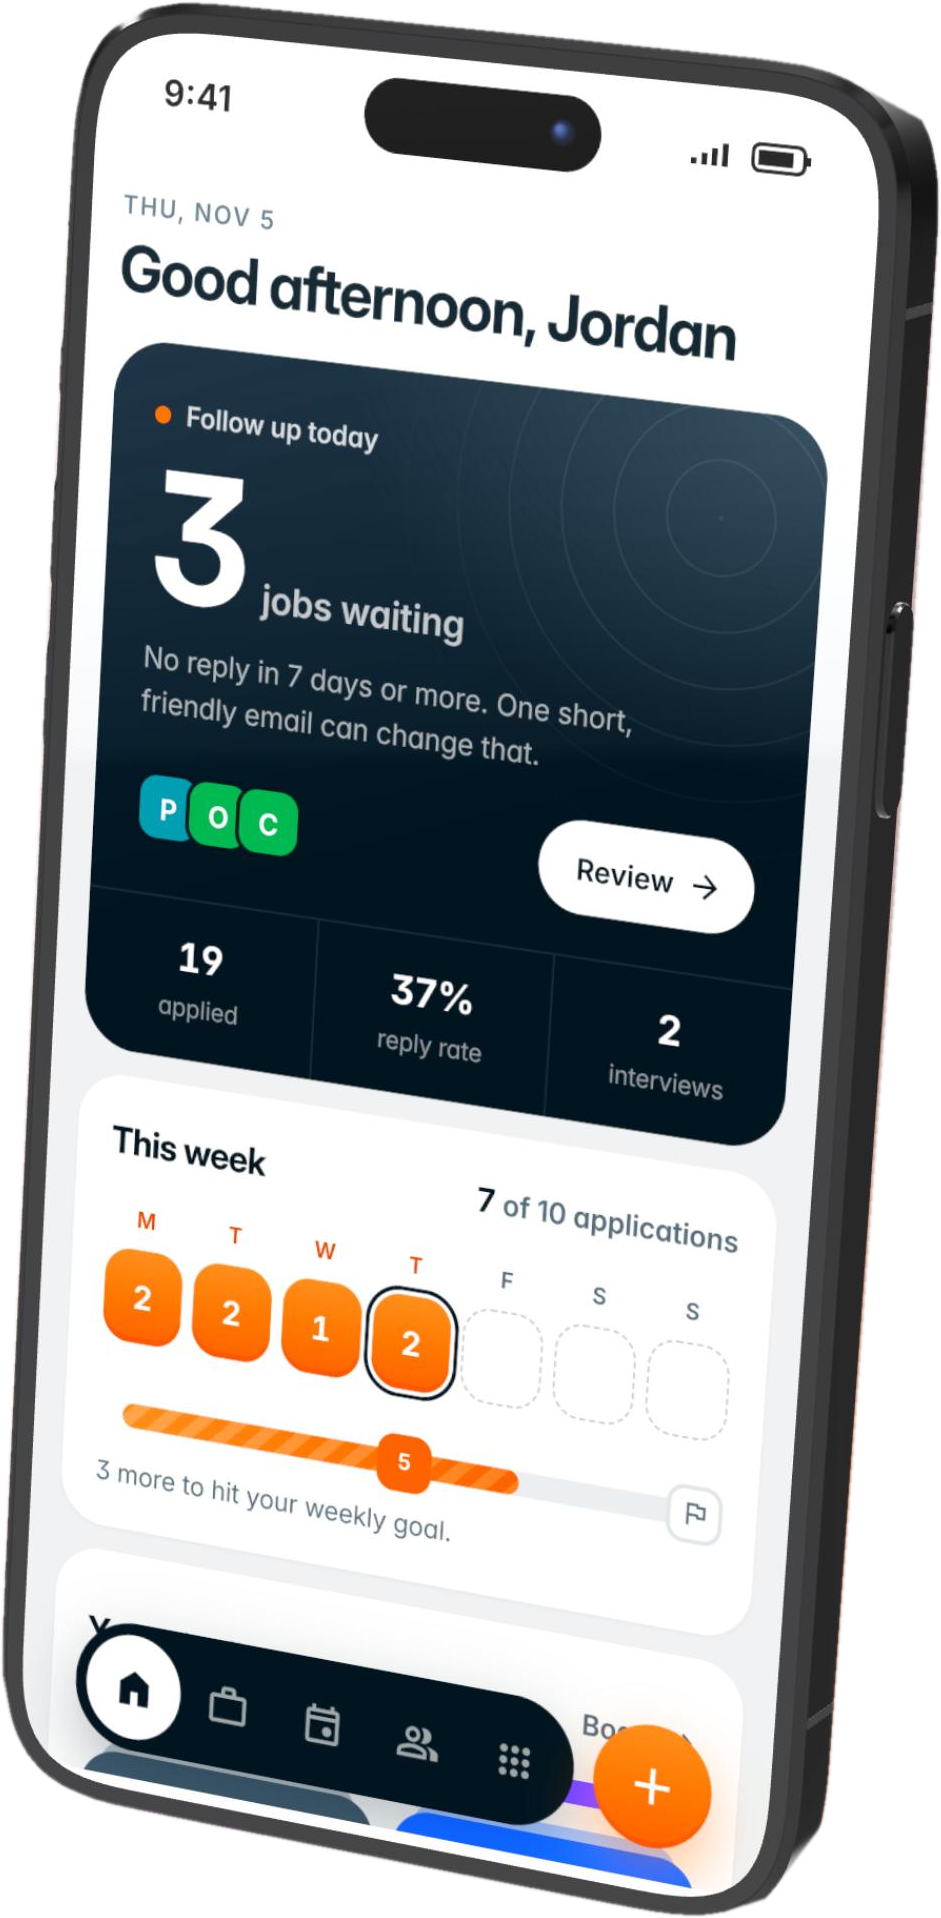 9:41
THU, NOV 5
Good afternoon, Jordan
Follow up today
3 jobs waiting
No reply in 7 days or more. One short,
friendly email can change that.
P O C
Review →
19 37% 2
applied reply rate interviews
This week
7 of 10 applications
M T W T F S S
2 2 1 2
5
3 more to hit your weekly goal.